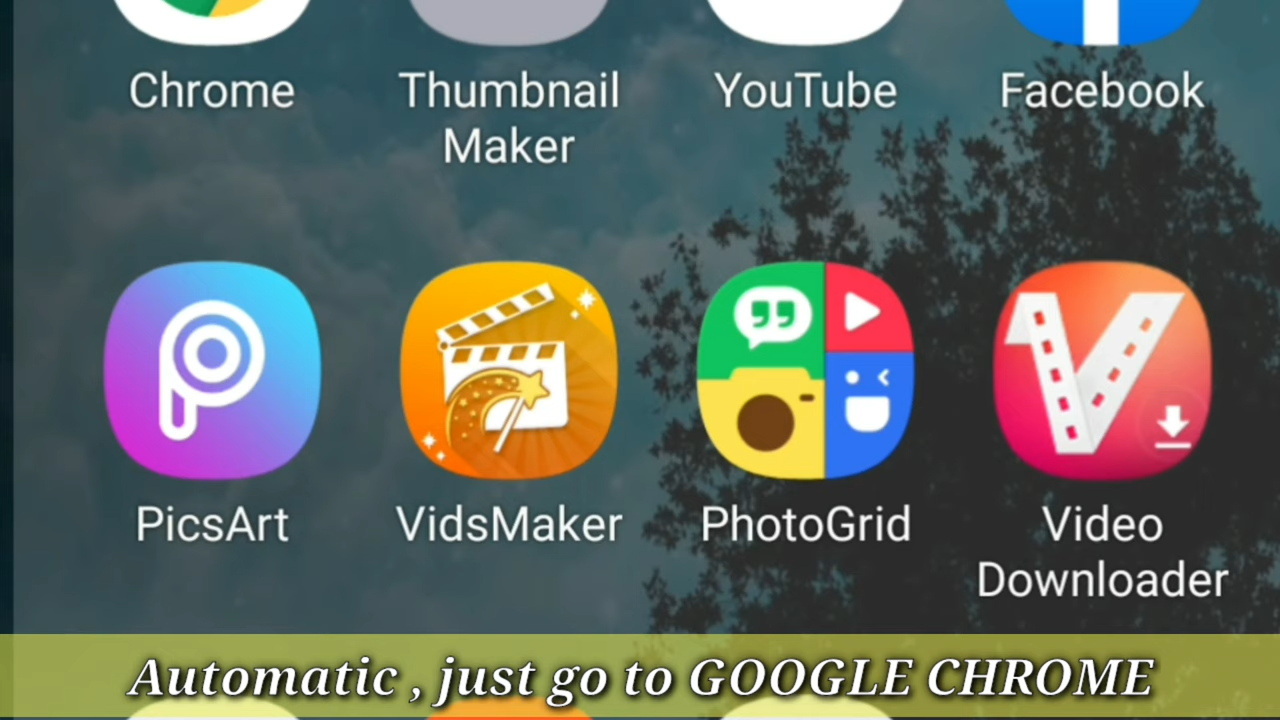 Chrome
Thumbnail
Maker
YouTube
Facebook
PicsArt
VidsMaker
PhotoGrid
Video
Downloader
Automatic , just go to GOOGLE CHROME